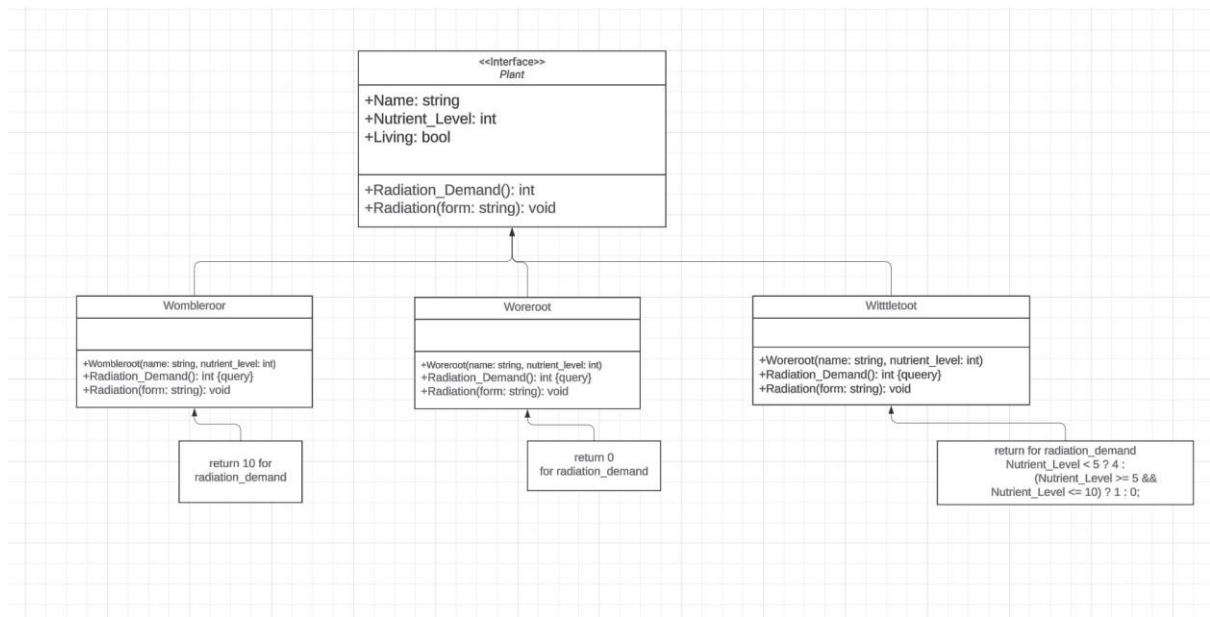 <<Interface>>
Plant
+Name: string
+Nutrient_Level: int
+Living: bool
+Radiation_Demand(): int
+Radiation(form: string): void
Wombleroor
+Wombleroot(name: string, nutrient_level: int)
+Radiation_Demand(): int {query}
+Radiation(form: string): void
return 10 for
radiation_demand
Woreroot
+Woreroot(name: string, nutrient_level: int)
+Radiation_Demand(): int {query}
+Radiation(form: string): void
return 0
for radiation_demand
Witttletoot
+Woreroot(name: string, nutrient_level: int)
+Radiation_Demand(): int {queery}
+Radiation(form: string): void
return for radiation_demand
Nutrient_Level < 5 ? 4 :
(Nutrient_Level >= 5 &&
Nutrient_Level <= 10) ? 1 : 0;